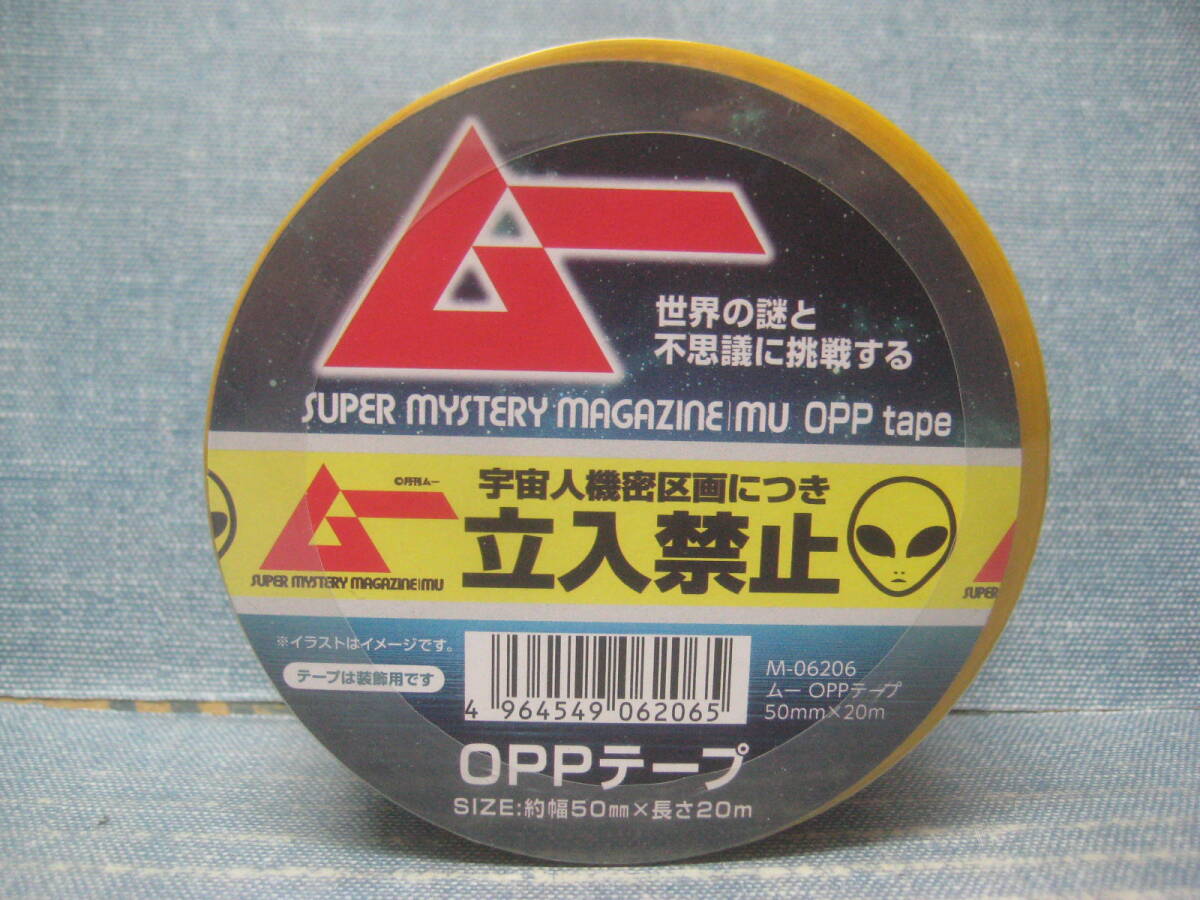 ムー
世界の謎と
不思議に挑戦する
SUPER MYSTERY MAGAZINE MU OPP tape
©月刊ムー
ムー
SUPER MYSTERY MAGAZINE MU
宇宙人機密区画につき
立入禁止
SUPER
※イラストはイメージです。
テープは装飾用です
4 964549 062065
M-06206
ムー OPPテープ
50mm×20m
OPPテープ
SIZE:約幅50㎜×長さ20m